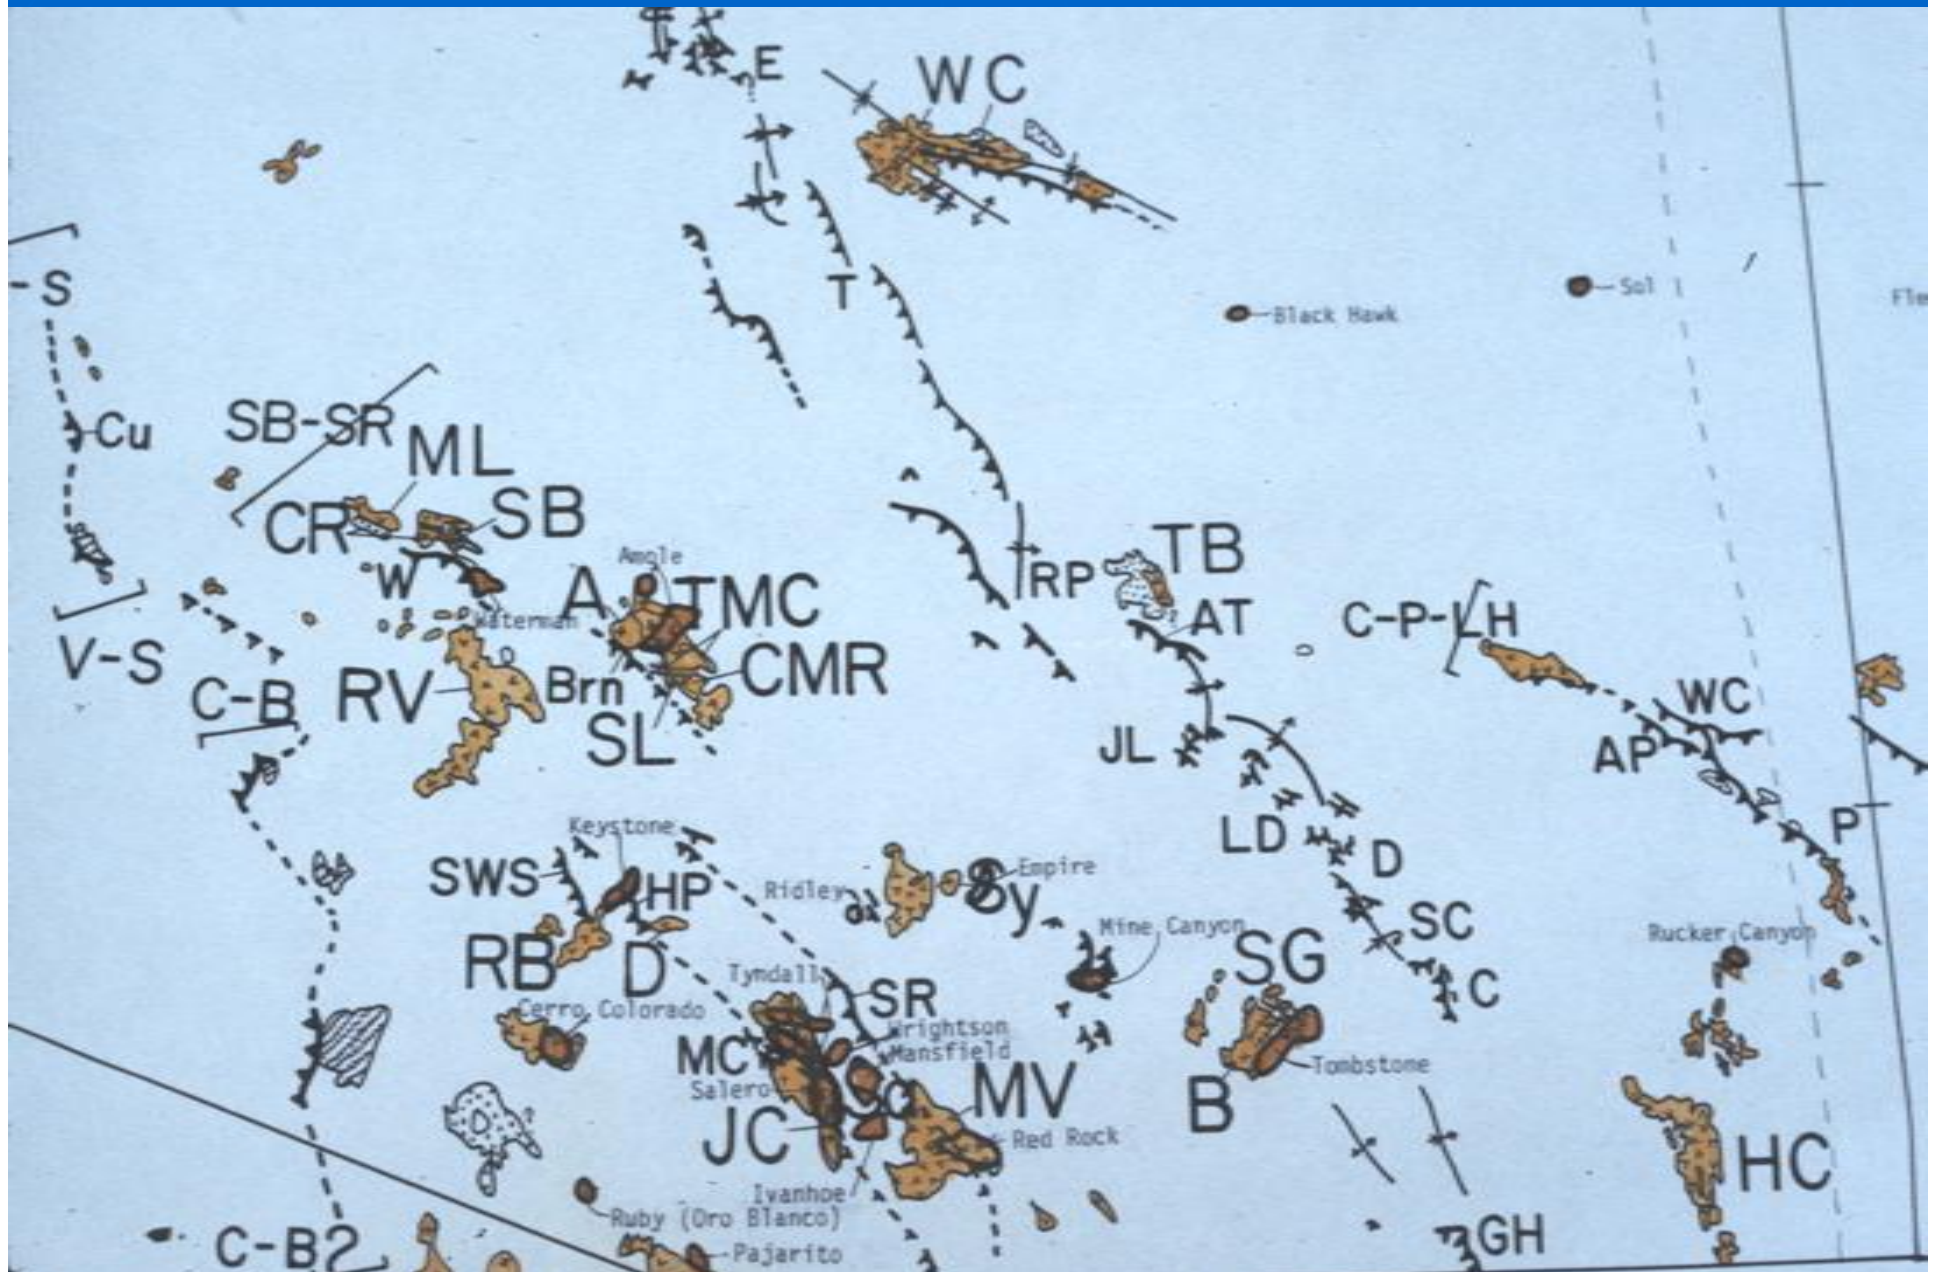 E
WC
-S
T
Black Hawk
Sol
Fle
Cu
SB-SR
ML
CR
SB
W
Amole
A
TMC
RP
TB
AT
C-P-LH
Waterman
V-S
C-B
RV
Brn
CMR
SL
WC
AP
JL
P
LD
D
Keystone
SWS
HP
Ridley
Empire
Sy
RB
D
Mine Canyon
SC
Rucker Canyon
SG
Tyndall
SR
C
Cerro Colorado
Wrightson
MC
Mansfield
Salero
Tombstone
MV
B
JC
Red Rock
HC
Ivanhoe
Ruby (Oro Blanco)
C-B?
Pajarito
GH